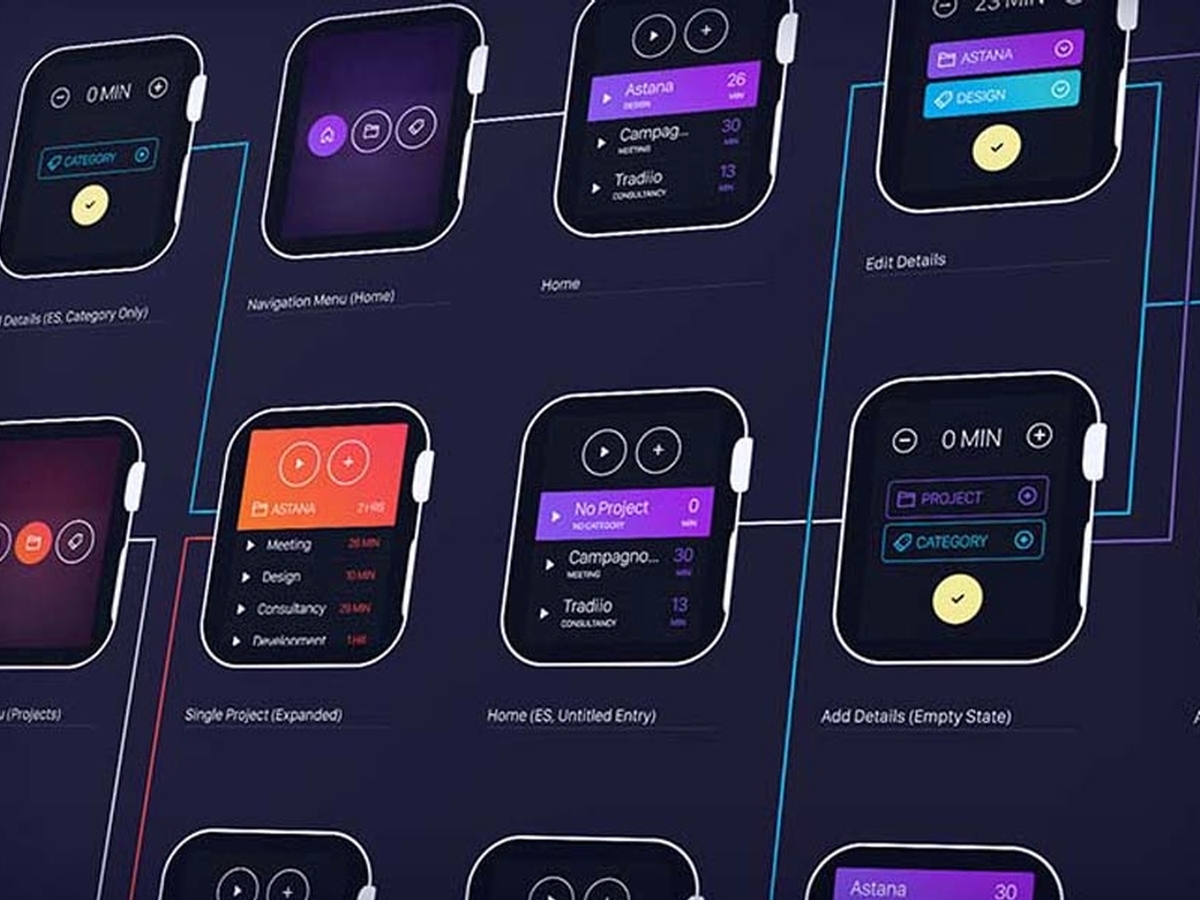 0 MIN
CATEGORY
Details (ES, Category Only)
Navigation Menu (Home)
Astana 26
DESIGN MIN
Campag... 30
MEETING MIN
Tradiio 13
CONSULTANCY MIN
Home
23 MIN
ASTANA
DESIGN
Edit Details
(Projects)
ASTANA 2 HRS
Meeting 26 MIN
Design 10 MIN
Consultancy 29 MIN
Development 1 HR
Single Project (Expanded)
No Project 0
NO CATEGORY MIN
Campagno... 30
MEETING MIN
Tradiio 13
CONSULTANCY MIN
Home (ES, Untitled Entry)
0 MIN
PROJECT
CATEGORY
Add Details (Empty State)
Astana 30